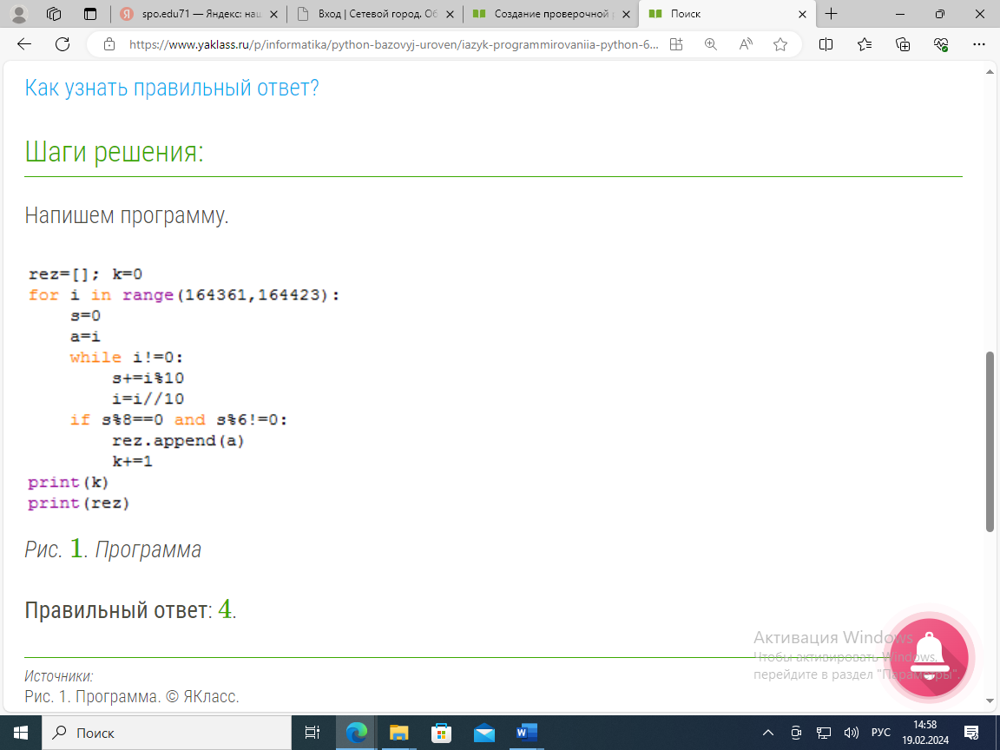 spo.edu71 — Яндекс: наш
Вход | Сетевой город. Об
Создание проверочной р
Поиск
https://www.yaklass.ru/p/informatika/python-bazovyj-uroven/iazyk-programmirovaniia-python-6...
Как узнать правильный ответ?
Шаги решения:
Напишем программу.
rez=[]; k=0
for i in range(164361,164423):
    s=0
    a=i
    while i!=0:
        s+=i%10
        i=i//10
    if s%8==0 and s%6!=0:
        rez.append(a)
        k+=1
print(k)
print(rez)
Рис. 1. Программа
Правильный ответ: 4.
Активация Windows
Чтобы активировать Windows,
перейдите в раздел "Параметры".
Источники:
Рис. 1. Программа. © ЯКласс.
Поиск
РУС
14:58
19.02.2024